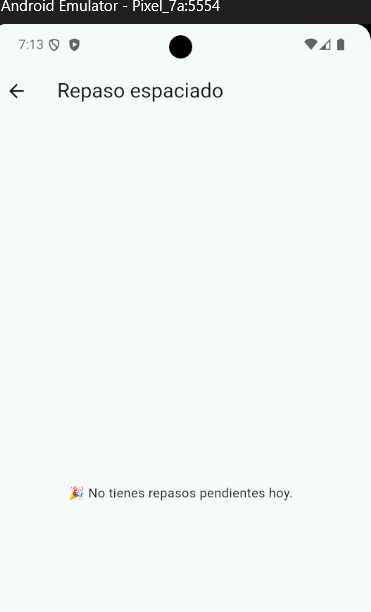 Android Emulator - Pixel_7a:5554
7:13
Repaso espaciado
🎉 No tienes repasos pendientes hoy.